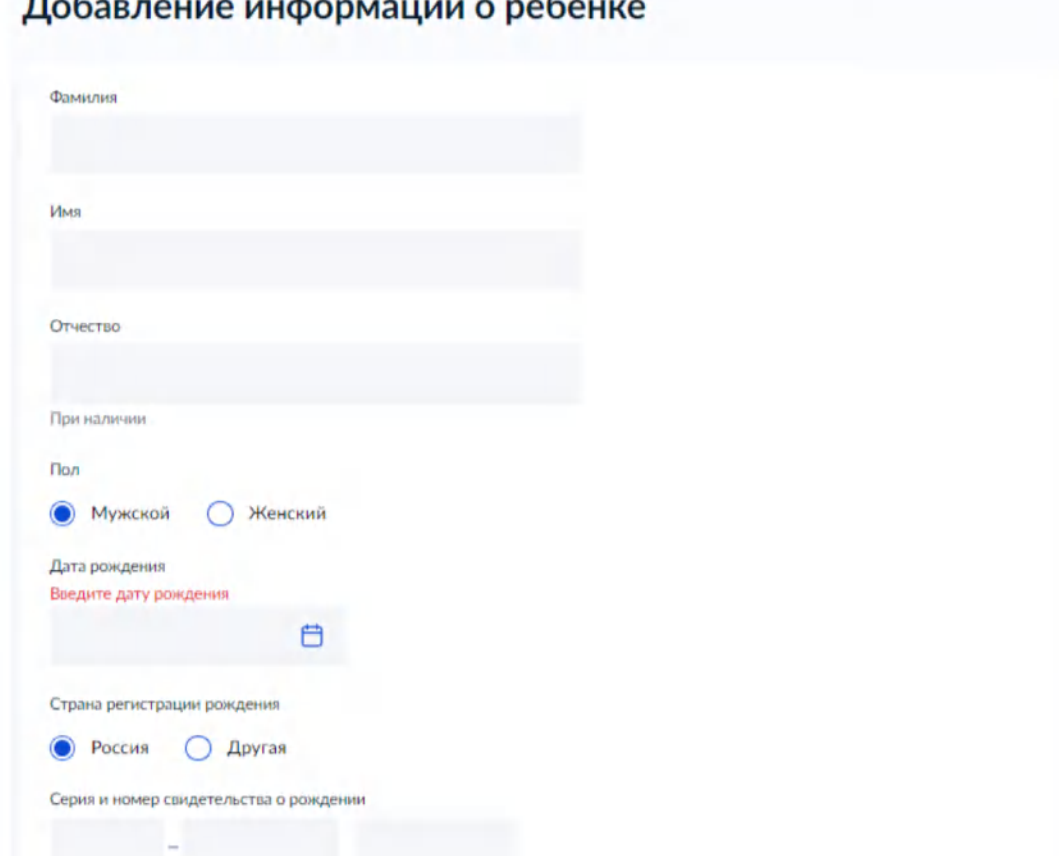 Добавление информации о ребенке
Фамилия
Имя
Отчество
При наличии
Пол
Мужской Женский
Дата рождения
Введите дату рождения
Страна регистрации рождения
Россия Другая
Серия и номер свидетельства о рождении
–